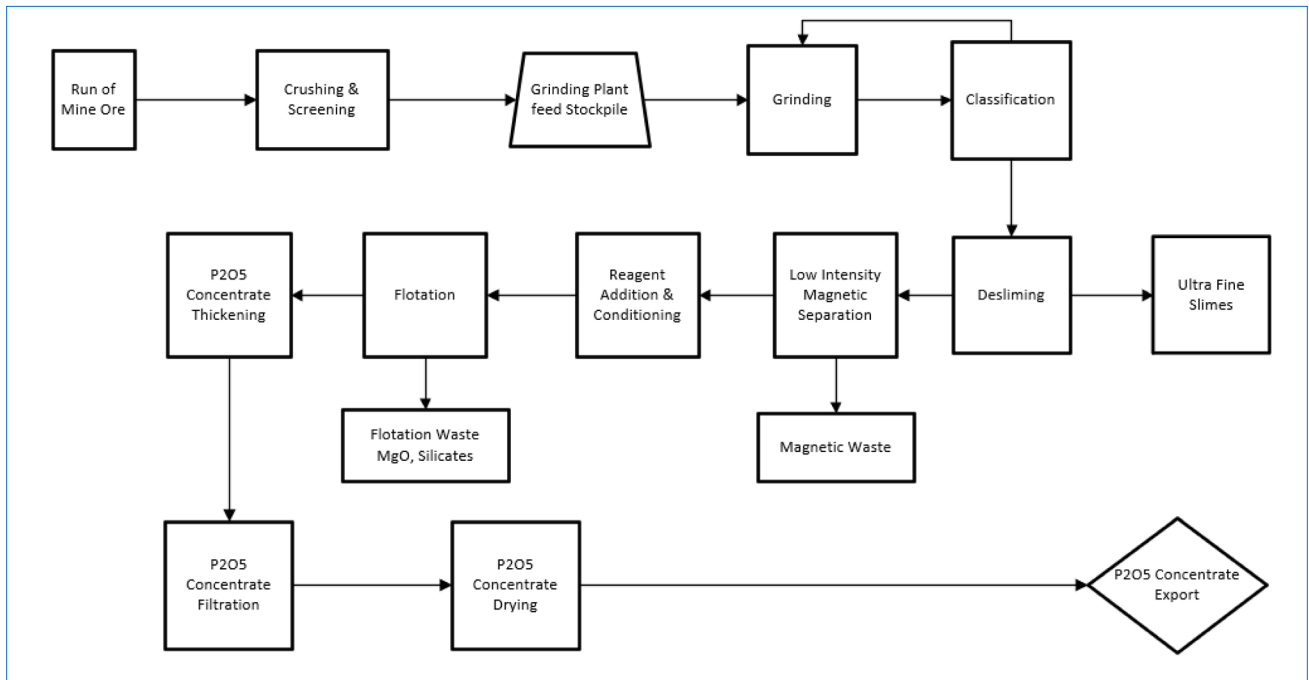 Run of
Mine Ore
Crushing &
Screening
Grinding Plant
feed Stockpile
Grinding
Classification
P2O5
Concentrate
Thickening
Flotation
Reagent
Addition &
Conditioning
Low Intensity
Magnetic
Separation
Desliming
Ultra Fine
Slimes
Flotation Waste
MgO, Silicates
Magnetic Waste
P2O5
Concentrate
Filtration
P2O5
Concentrate
Drying
P2O5 Concentrate
Export